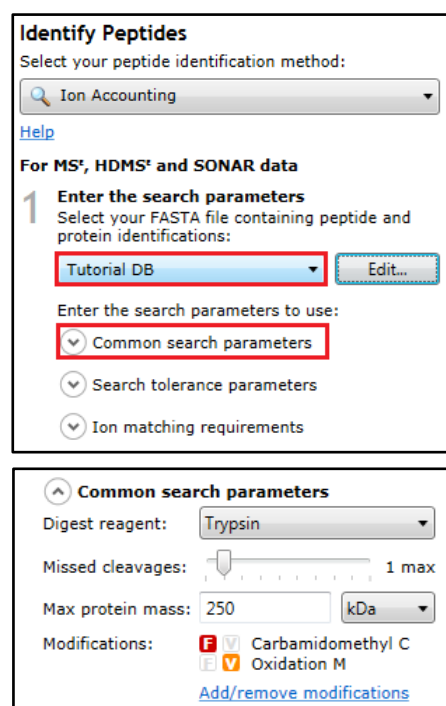 Identify Peptides
Select your peptide identification method:
Ion Accounting
Help
For MSᴱ, HDMSᴱ and SONAR data
1 Enter the search parameters
Select your FASTA file containing peptide and
protein identifications:
Tutorial DB Edit...
Enter the search parameters to use:
Common search parameters
Search tolerance parameters
Ion matching requirements
Common search parameters
Digest reagent: Trypsin
Missed cleavages: 1 max
Max protein mass: 250 kDa
Modifications: F V Carbamidomethyl C
F V Oxidation M
Add/remove modifications